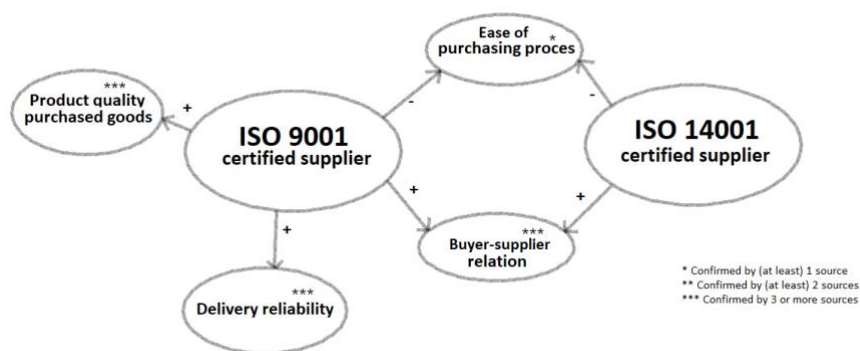 Ease of *
purchasing proces
***
Product quality
purchased goods
+
-
-
ISO 9001
certified supplier
ISO 14001
certified supplier
+
+
+
***
Buyer-supplier
relation
***
Delivery reliability
* Confirmed by (at least) 1 source
** Confirmed by (at least) 2 sources
*** Confirmed by 3 or more sources